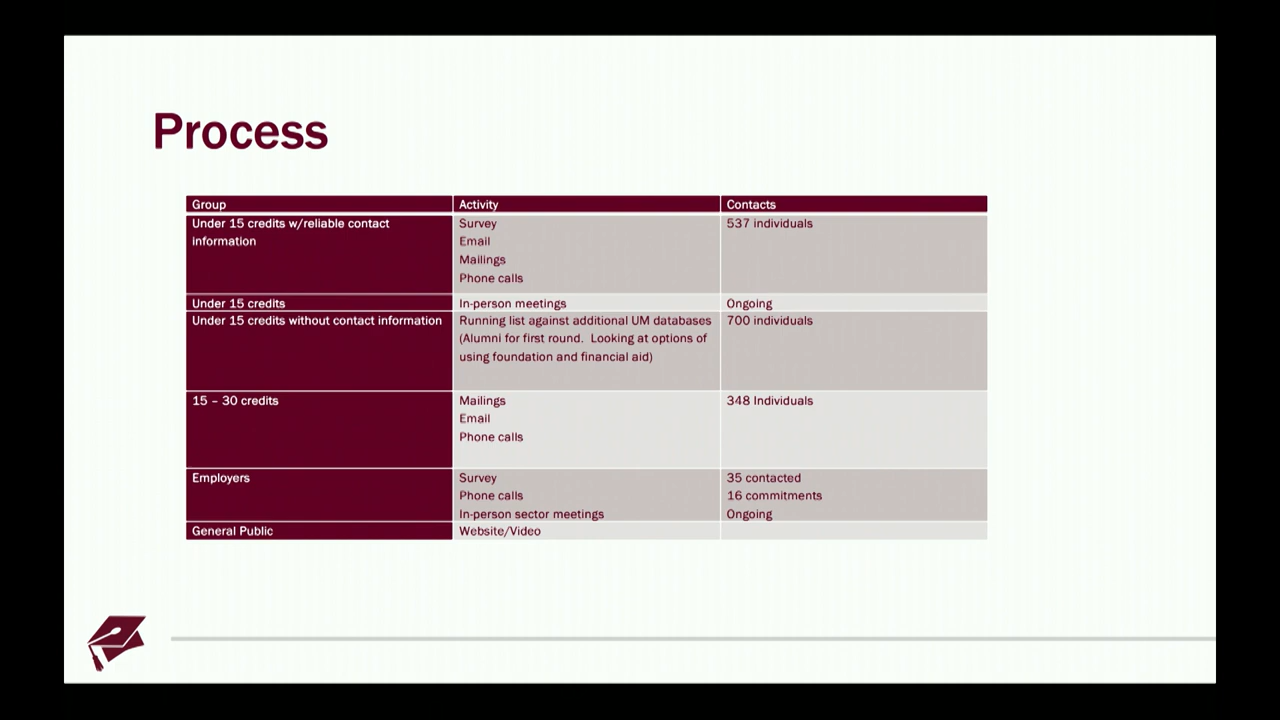 Process
Group Activity Contacts
Under 15 credits w/reliable contact
information
Survey
Email
Mailings
Phone calls
537 individuals
Under 15 credits In-person meetings Ongoing
Under 15 credits without contact information
Running list against additional UM databases
(Alumni for first round.  Looking at options of
using foundation and financial aid)
700 individuals
15 – 30 credits
Mailings
Email
Phone calls
348 Individuals
Employers
Survey
Phone calls
In-person sector meetings
35 contacted
16 commitments
Ongoing
General Public Website/Video